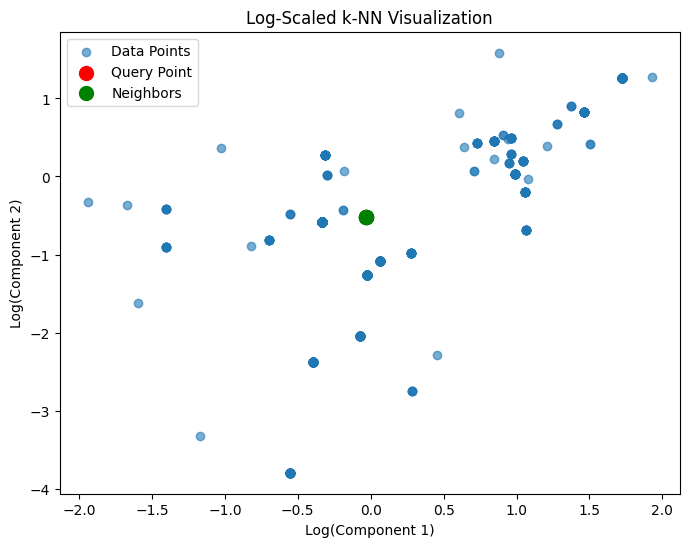 Log-Scaled k-NN Visualization
Data Points
Query Point
Neighbors
1
0
−1
−2
−3
−4
Log(Component 2)
−2.0 −1.5 −1.0 −0.5 0.0 0.5 1.0 1.5 2.0
Log(Component 1)